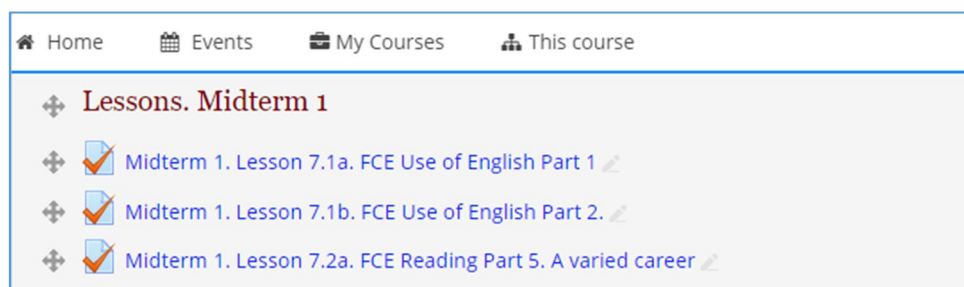 Home Events My Courses This course
Lessons. Midterm 1
Midterm 1. Lesson 7.1a. FCE Use of English Part 1
Midterm 1. Lesson 7.1b. FCE Use of English Part 2.
Midterm 1. Lesson 7.2a. FCE Reading Part 5. A varied career